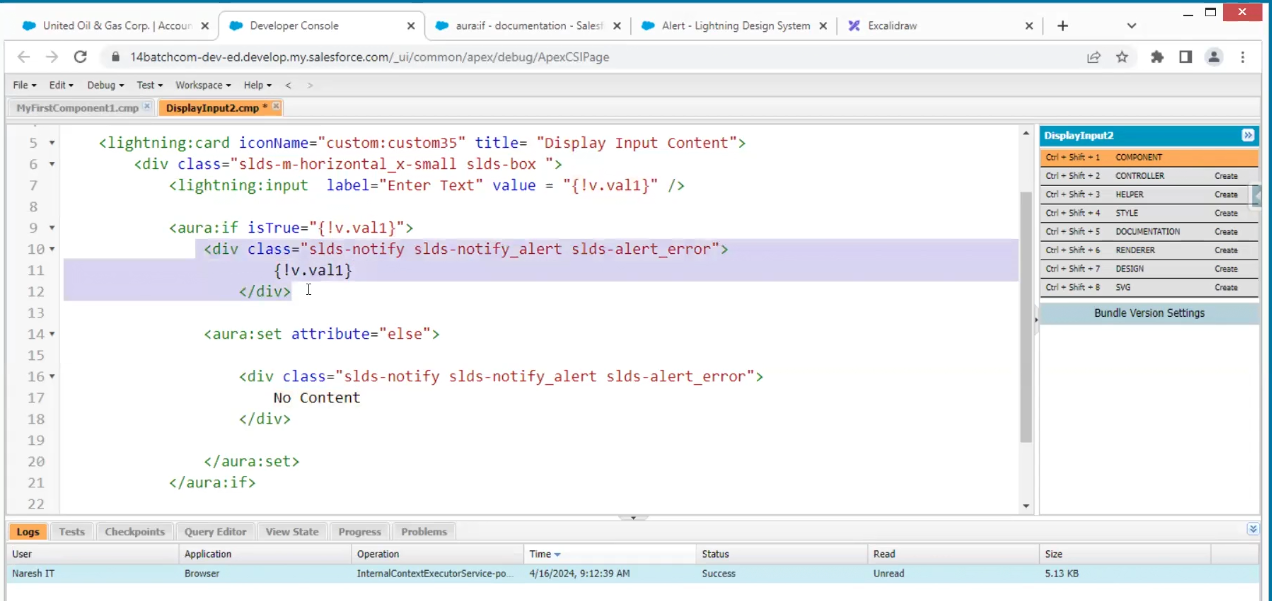 United Oil & Gas Corp. | Accoun
Developer Console
aura:if - documentation - Salesf
Alert - Lightning Design System
Excalidraw
14batchcom-dev-ed.develop.my.salesforce.com/_ui/common/apex/debug/ApexCSIPage
File Edit Debug Test Workspace Help < >
MyFirstComponent1.cmp DisplayInput2.cmp *
5 <lightning:card iconName="custom:custom35" title= "Display Input Content">
6 <div class="slds-m-horizontal_x-small slds-box ">
7 <lightning:input label="Enter Text" value = "{!v.val1}" />
8
9 <aura:if isTrue="{!v.val1}">
10 <div class="slds-notify slds-notify_alert slds-alert_error">
11 {!v.val1}
12 </div>
13
14 <aura:set attribute="else">
15
16 <div class="slds-notify slds-notify_alert slds-alert_error">
17 No Content
18 </div>
19
20 </aura:set>
21 </aura:if>
22
DisplayInput2
Ctrl + Shift + 1 COMPONENT
Ctrl + Shift + 2 CONTROLLER Create
Ctrl + Shift + 3 HELPER Create
Ctrl + Shift + 4 STYLE Create
Ctrl + Shift + 5 DOCUMENTATION Create
Ctrl + Shift + 6 RENDERER Create
Ctrl + Shift + 7 DESIGN Create
Ctrl + Shift + 8 SVG Create
Bundle Version Settings
Logs Tests Checkpoints Query Editor View State Progress Problems
User Application Operation Time Status Read Size
Naresh IT Browser InternalContextExecutorService-po... 4/16/2024, 9:12:39 AM Success Unread 5.13 KB